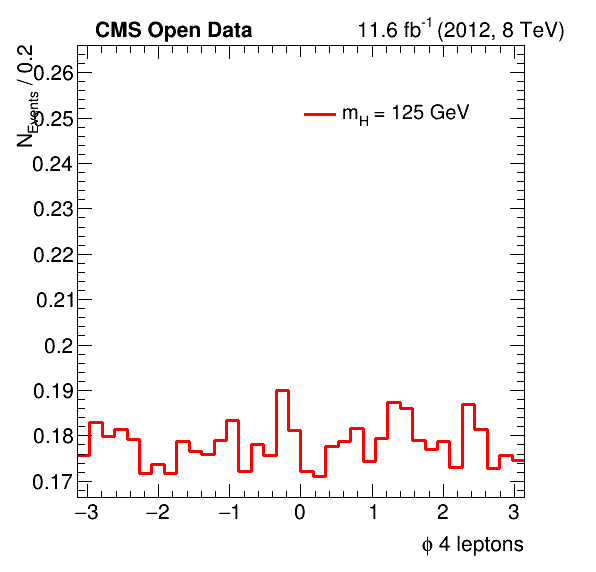 CMS Open Data
11.6 fb⁻¹ (2012, 8 TeV)
N_Events / 0.2
m_H = 125 GeV
0.26
0.25
0.24
0.23
0.22
0.21
0.2
0.19
0.18
0.17
−3 −2 −1 0 1 2 3
ϕ 4 leptons